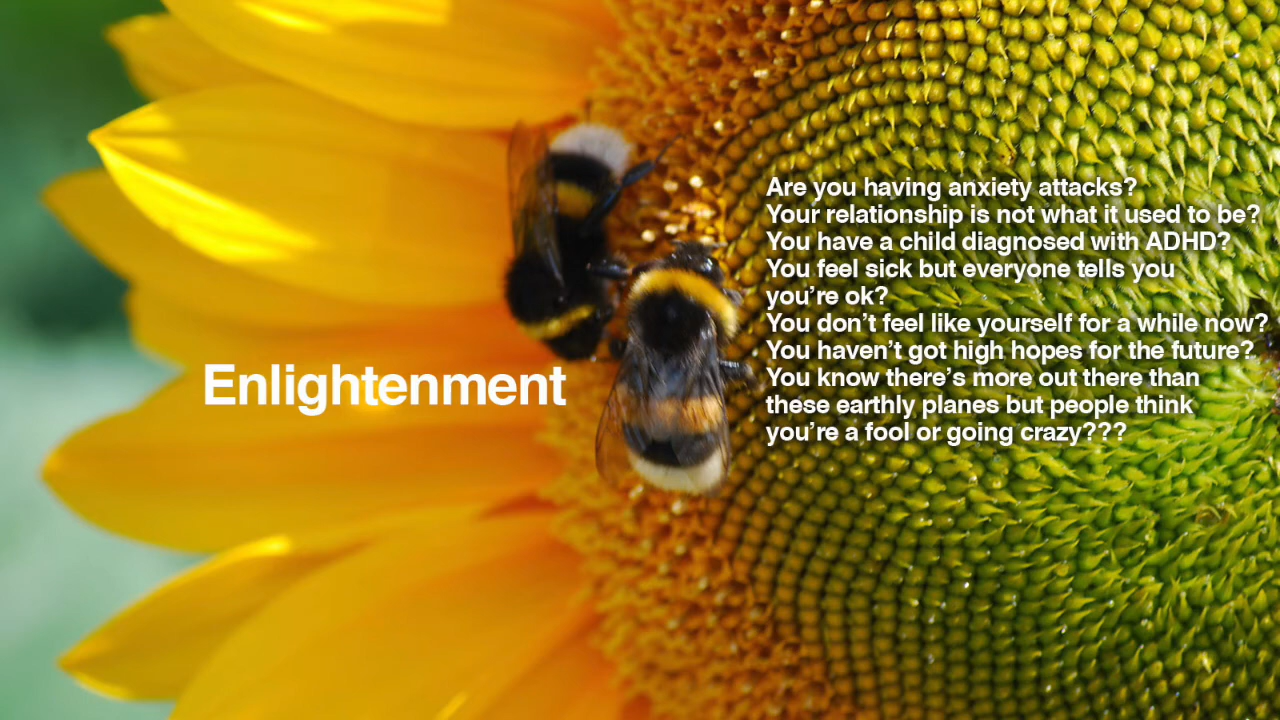 Enlightenment
Are you having anxiety attacks?
Your relationship is not what it used to be?
You have a child diagnosed with ADHD?
You feel sick but everyone tells you
you’re ok?
You don’t feel like yourself for a while now?
You haven’t got high hopes for the future?
You know there’s more out there than
these earthly planes but people think
you’re a fool or going crazy???